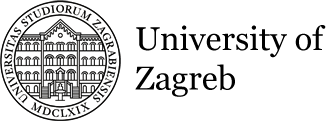 UNIVERSITAS STUDIORUM ZAGRABIENSIS
MDCLXIX
University of
Zagreb